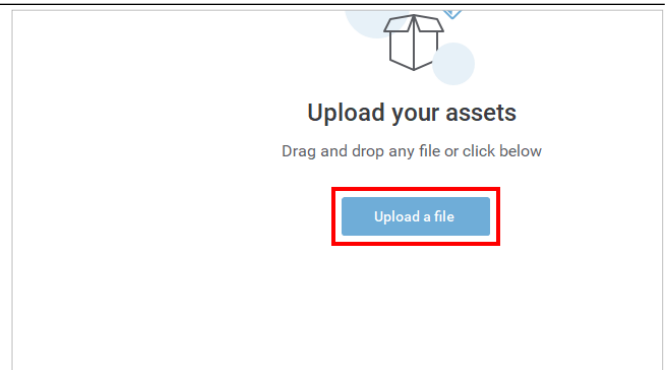 Upload your assets
Drag and drop any file or click below
Upload a file